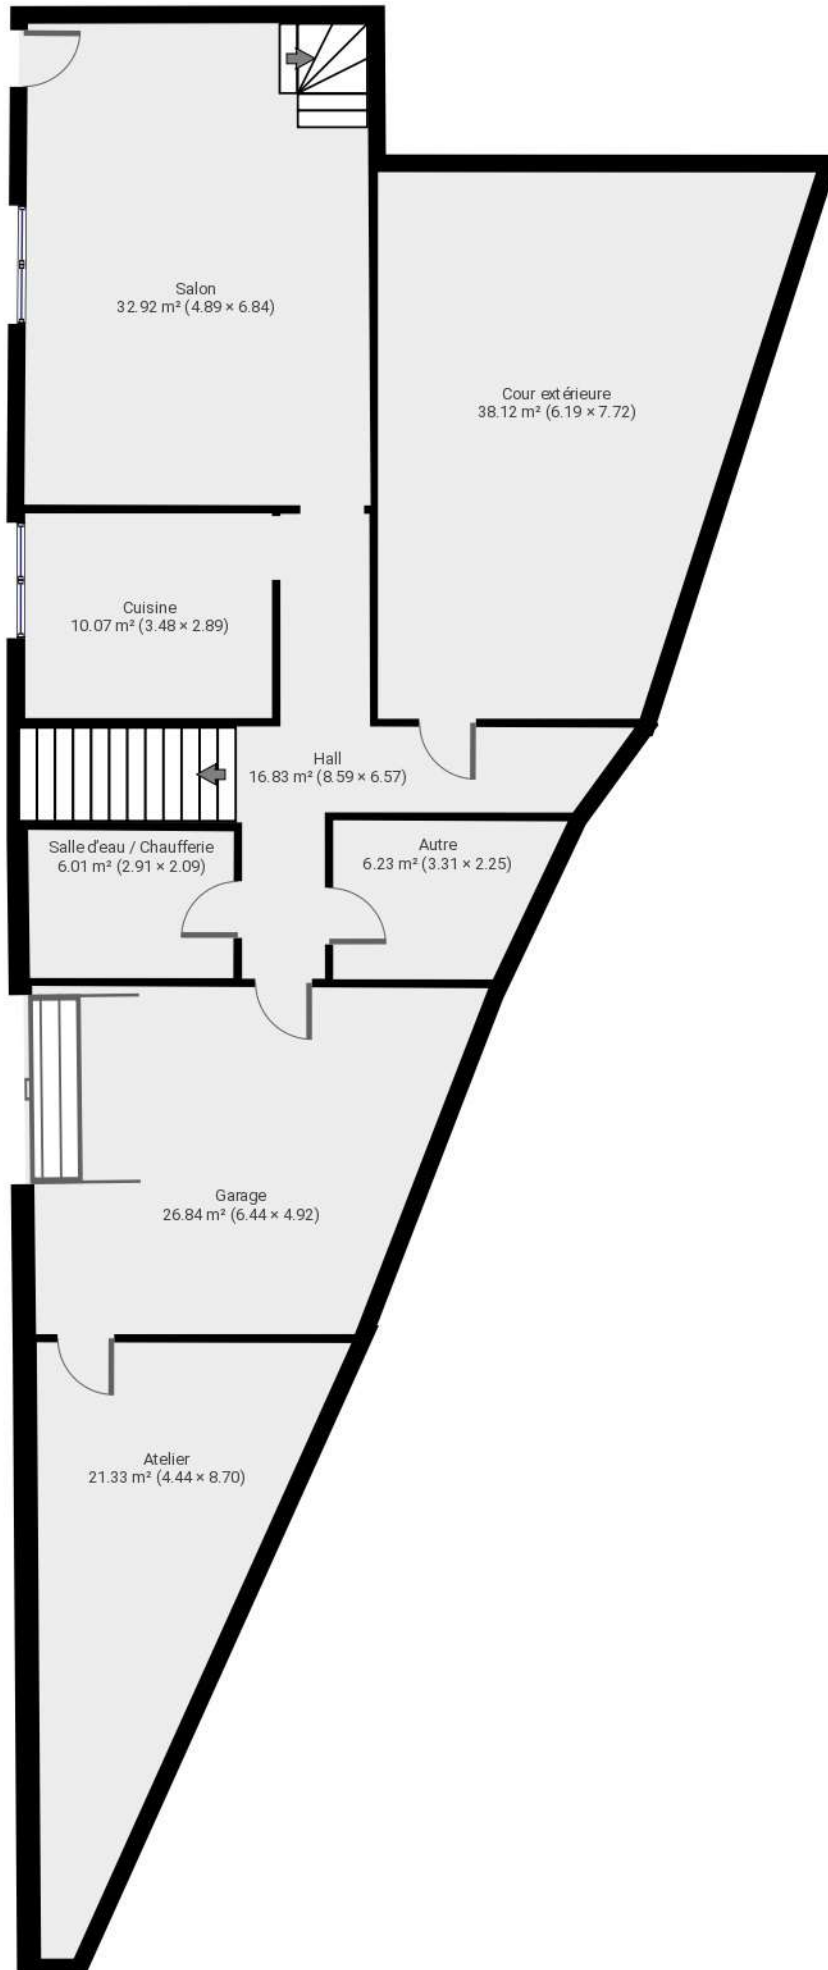 Salon
32.92 m² (4.89 × 6.84)
Cour extérieure
38.12 m² (6.19 × 7.72)
Cuisine
10.07 m² (3.48 × 2.89)
Hall
16.83 m² (8.59 × 6.57)
Salle d'eau / Chaufferie
6.01 m² (2.91 × 2.09)
Autre
6.23 m² (3.31 × 2.25)
Garage
26.84 m² (6.44 × 4.92)
Atelier
21.33 m² (4.44 × 8.70)